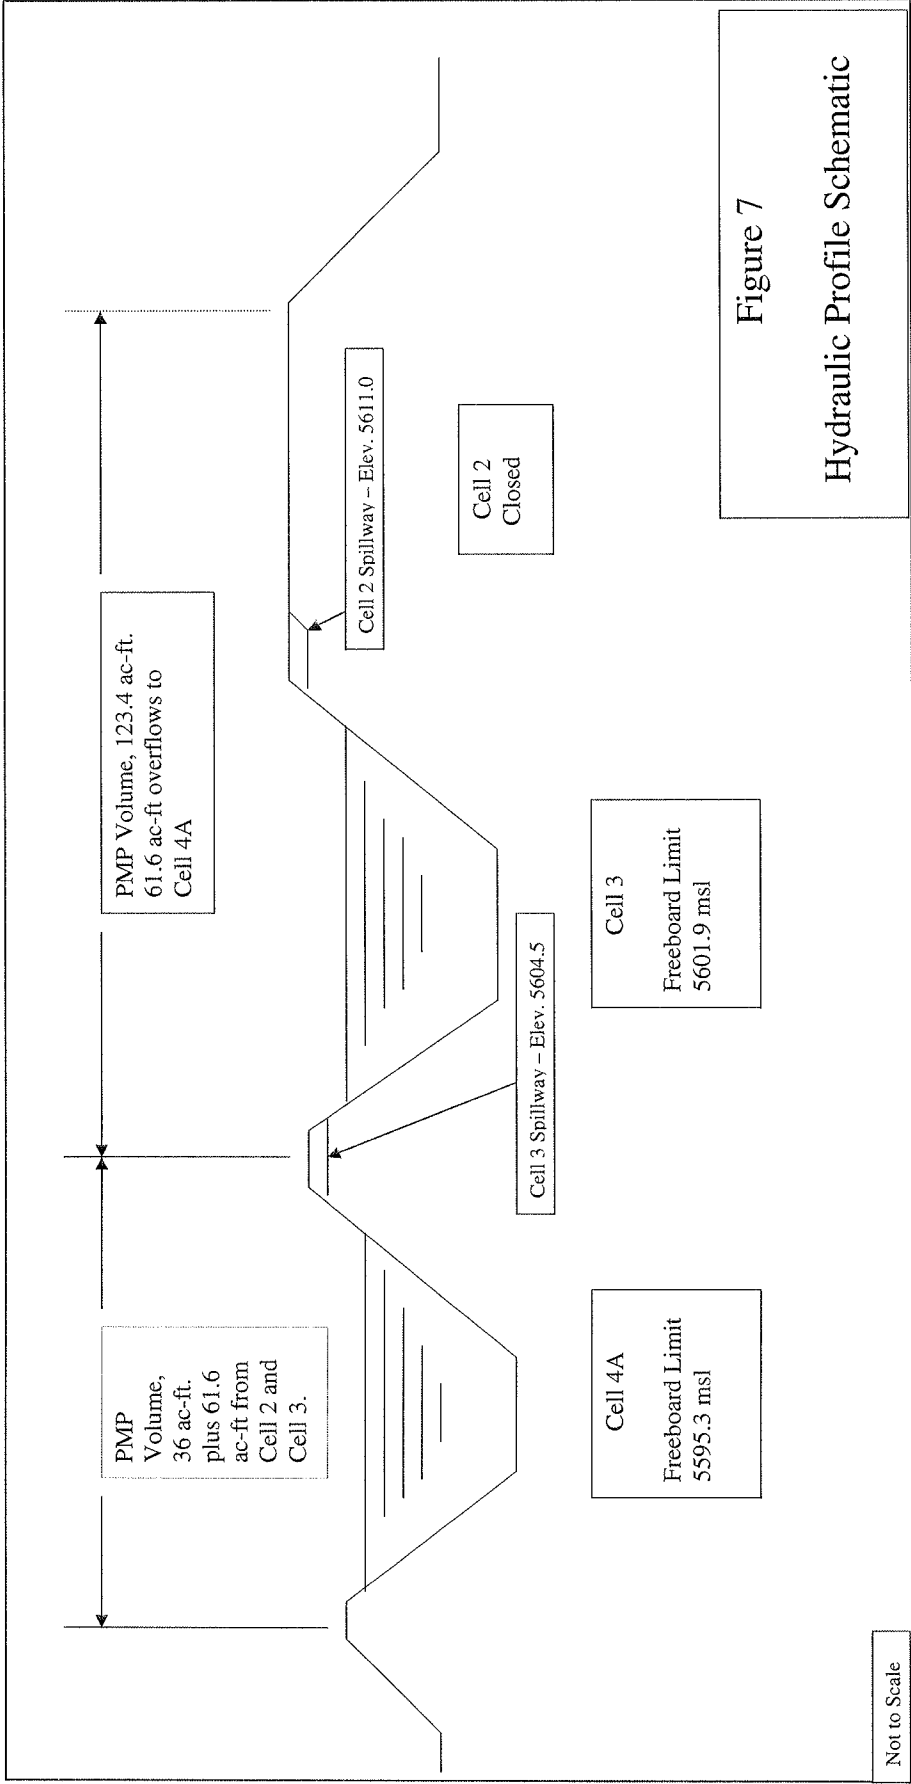 PMP
Volume,
36 ac-ft.
plus 61.6
ac-ft from
Cell 2 and
Cell 3.
PMP Volume, 123.4 ac-ft.
61.6 ac-ft overflows to
Cell 4A
Cell 2 Spillway – Elev. 5611.0
Cell 3 Spillway – Elev. 5604.5
Cell 2
Closed
Cell 4A
Freeboard Limit
5595.3 msl
Cell 3
Freeboard Limit
5601.9 msl
Not to Scale
Figure 7
Hydraulic Profile Schematic